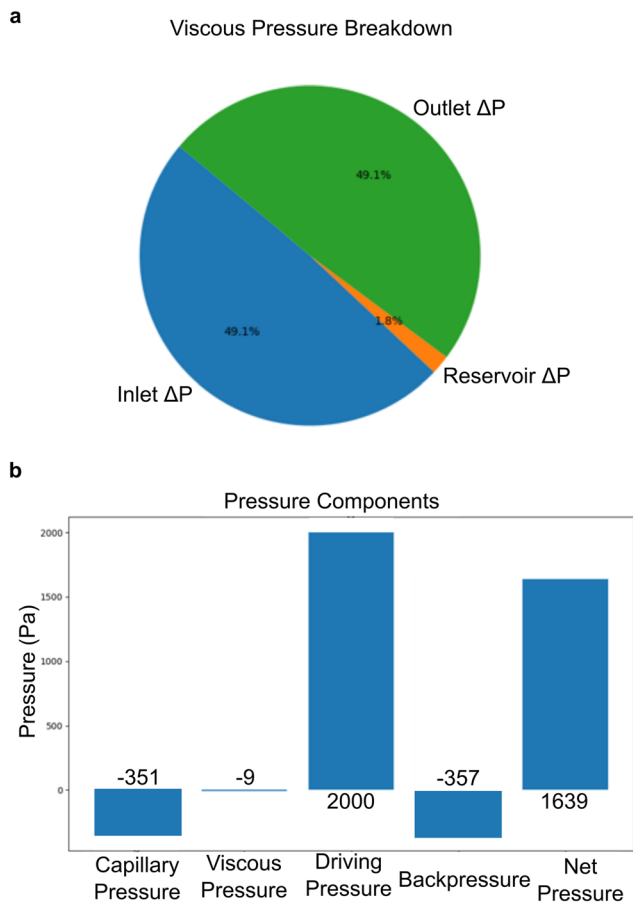 a
Viscous Pressure Breakdown
Outlet ΔP
49.1%
1.8%
49.1%
Reservoir ΔP
Inlet ΔP
b
Pressure Components
Pressure (Pa)
2000
1500
1000
500
0
-351
-9
2000
-357
1639
Capillary
Pressure
Viscous
Pressure
Driving
Pressure
Backpressure
Net
Pressure